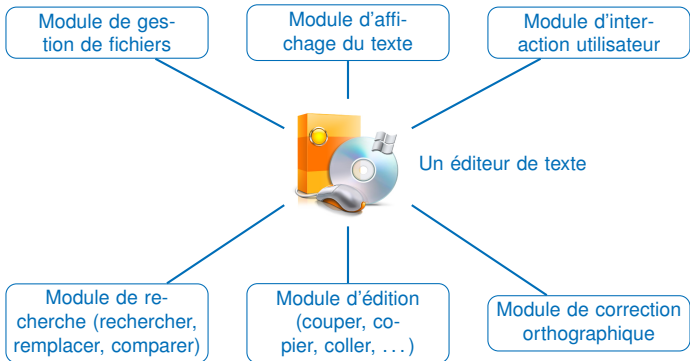 Module de ges-
tion de fichiers
Module d'affi-
chage du texte
Module d'inter-
action utilisateur
Un éditeur de texte
Module de re-
cherche (rechercher,
remplacer, comparer)
Module d'édition
(couper, co-
pier, coller, ...)
Module de correction
orthographique